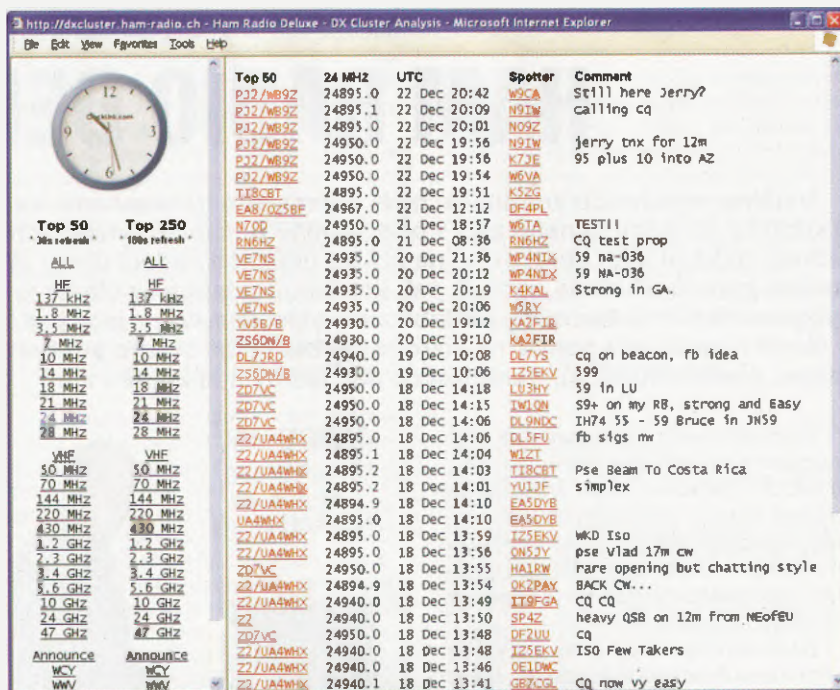 http://dxcluster.ham-radio.ch - Ham Radio Deluxe - DX Cluster Analysis - Microsoft Internet Explorer
File Edit View Favorites Tools Help
12
9 3
6
Top 50 Top 250
30s refresh 180s refresh
ALL ALL
HF HF
137 kHz 137 kHz
1.8 MHz 1.8 MHz
3.5 MHz 3.5 MHz
7 MHz 7 MHz
10 MHz 10 MHz
14 MHz 14 MHz
18 MHz 18 MHz
21 MHz 21 MHz
24 MHz 24 MHz
28 MHz 28 MHz
VHF VHF
50 MHz 50 MHz
70 MHz 70 MHz
144 MHz 144 MHz
220 MHz 220 MHz
430 MHz 430 MHz
1.2 GHz 1.2 GHz
2.3 GHz 2.3 GHz
3.4 GHz 3.4 GHz
5.6 GHz 5.6 GHz
10 GHz 10 GHz
24 GHz 24 GHz
47 GHz 47 GHz
Announce Announce
WCY WCY
WWV WWV
Top 50 24 MHz UTC Spotter Comment
PJ2/WB9Z 24895.0 22 Dec 20:42 W9CA Still here Jerry?
PJ2/WB9Z 24895.1 22 Dec 20:09 N9IW calling cq
PJ2/WB9Z 24895.0 22 Dec 20:01 NO9Z
PJ2/WB9Z 24950.0 22 Dec 19:56 N9IW jerry tnx for 12m
PJ2/WB9Z 24950.0 22 Dec 19:56 K7JE 95 plus 10 into AZ
PJ2/WB9Z 24950.0 22 Dec 19:54 W6VA
TI8CBT 24895.0 22 Dec 19:51 K5ZG
EA8/OZ5BF 24967.0 22 Dec 12:12 DF4PL
N7OD 24950.0 21 Dec 18:57 W6TA TEST!!
RN6HZ 24895.0 21 Dec 08:36 RN6HZ CQ test prop
VE7NS 24935.0 20 Dec 21:36 WP4NIX 59 na-036
VE7NS 24935.0 20 Dec 20:12 WP4NIX 59 NA-036
VE7NS 24935.0 20 Dec 20:19 K4KAL Strong in GA.
VE7NS 24935.0 20 Dec 20:06 W5RY
YV5B/B 24930.0 20 Dec 19:12 KA2FIR
ZS6DN/B 24930.0 20 Dec 19:10 KA2FIR
DL7JRD 24940.0 19 Dec 10:08 DL7YS cq on beacon, fb idea
ZS6DN/B 24930.0 19 Dec 10:06 IZ5EKV 599
ZD7VC 24950.0 18 Dec 14:18 LU3HY 59 in LU
ZD7VC 24950.0 18 Dec 14:15 IW1QN S9+ on my R8, strong and Easy
ZD7VC 24950.0 18 Dec 14:06 DL9NDC IH74 55 - 59 Bruce in JN59
Z2/UA4WHX 24895.0 18 Dec 14:06 DL5FU fb sigs nw
Z2/UA4WHX 24895.1 18 Dec 14:04 W1ZT
Z2/UA4WHX 24895.2 18 Dec 14:03 TI8CBT Pse Beam To Costa Rica
Z2/UA4WHX 24895.2 18 Dec 14:01 YU1JF simplex
Z2/UA4WHX 24894.9 18 Dec 14:10 EA5DYB
UA4WHX 24895.0 18 Dec 14:10 EA5DYB
Z2/UA4WHX 24895.0 18 Dec 13:59 IZ5EKV WKD Iso
Z2/UA4WHX 24895.0 18 Dec 13:56 ON5JY pse Vlad 17m cw
ZD7VC 24950.0 18 Dec 13:55 HA1RW rare opening but chatting style
Z2/UA4WHX 24894.9 18 Dec 13:54 OK2PAY BACK CW...
Z2/UA4WHX 24940.0 18 Dec 13:49 IT9FGA CQ CQ
Z2 24940.0 18 Dec 13:50 SP4Z heavy QSB on 12m from NEofEU
ZD7VC 24950.0 18 Dec 13:48 DF2UU cq
Z2/UA4WHX 24940.0 18 Dec 13:48 IZ5EKV ISO Few Takers
Z2/UA4WHX 24940.0 18 Dec 13:46 OE1DWC
Z2/UA4WHX 24940.1 18 Dec 13:41 GB7CGL Cq now vy easy